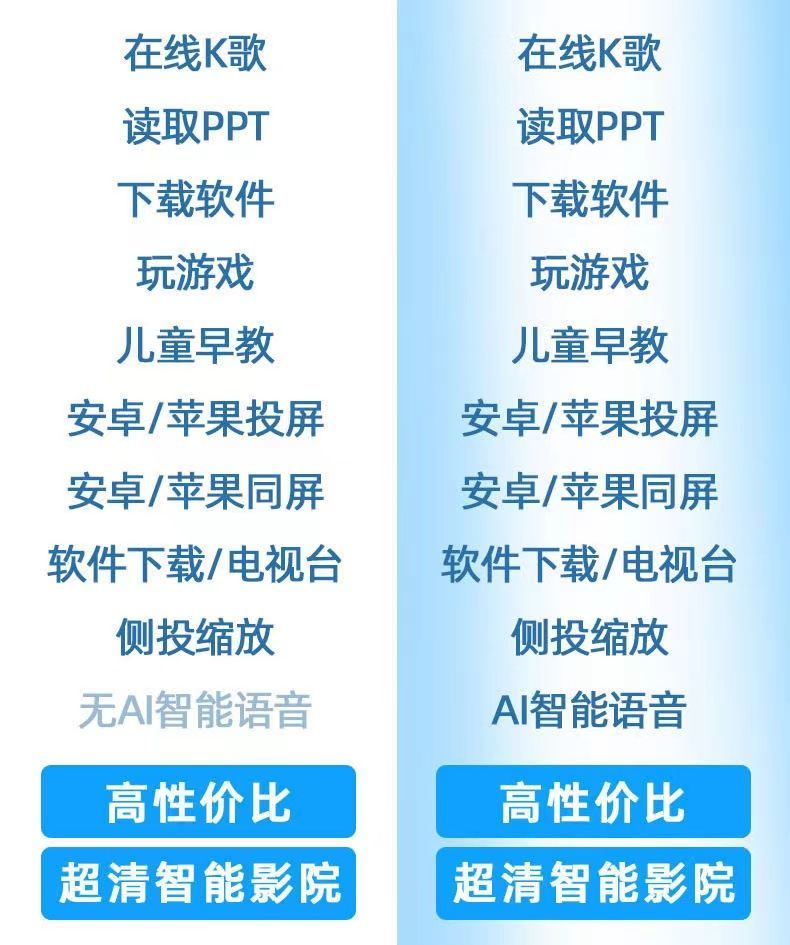 在线K歌
读取PPT
下载软件
玩游戏
儿童早教
安卓/苹果投屏
安卓/苹果同屏
软件下载/电视台
侧投缩放
无AI智能语音
高性价比
超清智能影院
在线K歌
读取PPT
下载软件
玩游戏
儿童早教
安卓/苹果投屏
安卓/苹果同屏
软件下载/电视台
侧投缩放
AI智能语音
高性价比
超清智能影院